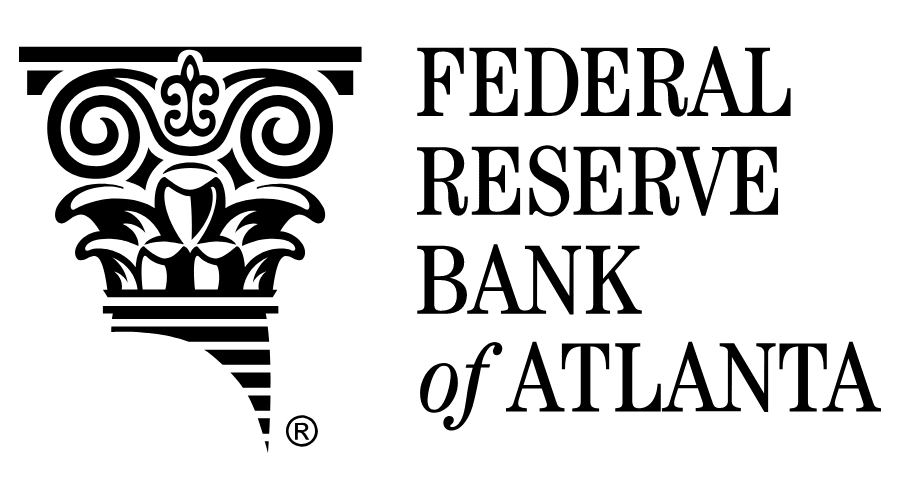 FEDERAL
RESERVE
BANK
of ATLANTA
®